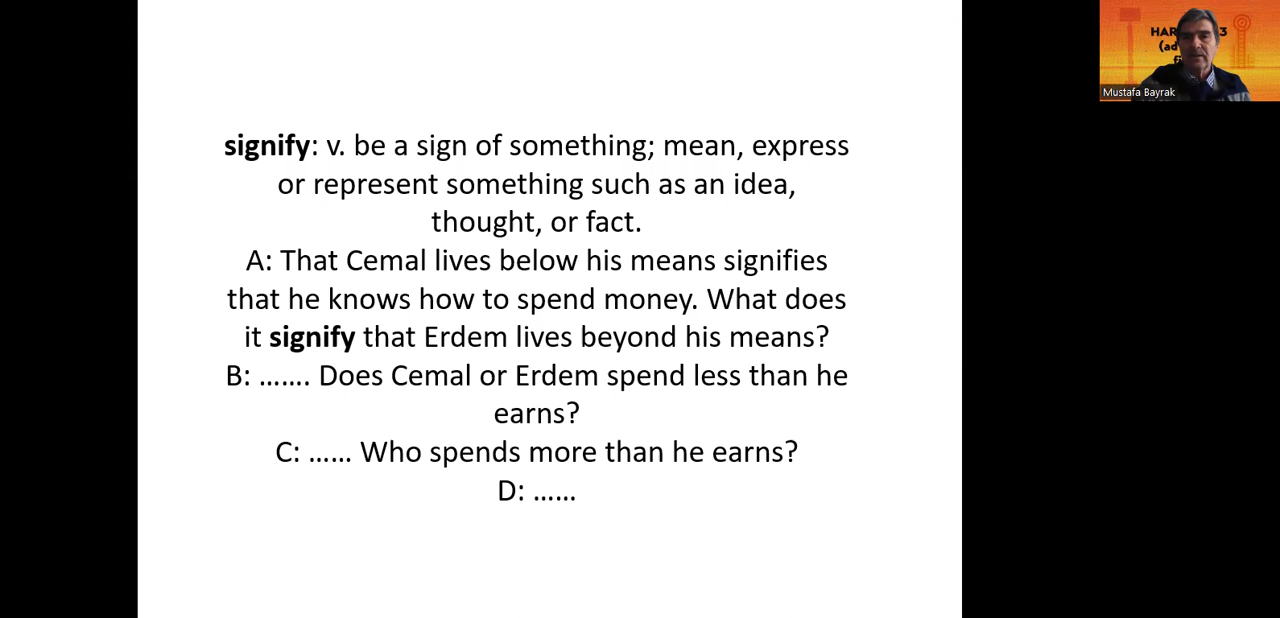 signify: v. be a sign of something; mean, express
or represent something such as an idea,
thought, or fact.
A: That Cemal lives below his means signifies
that he knows how to spend money. What does
it signify that Erdem lives beyond his means?
B: ……. Does Cemal or Erdem spend less than he
earns?
C: …… Who spends more than he earns?
D: ……
HAR 3
(ad
Mustafa Bayrak